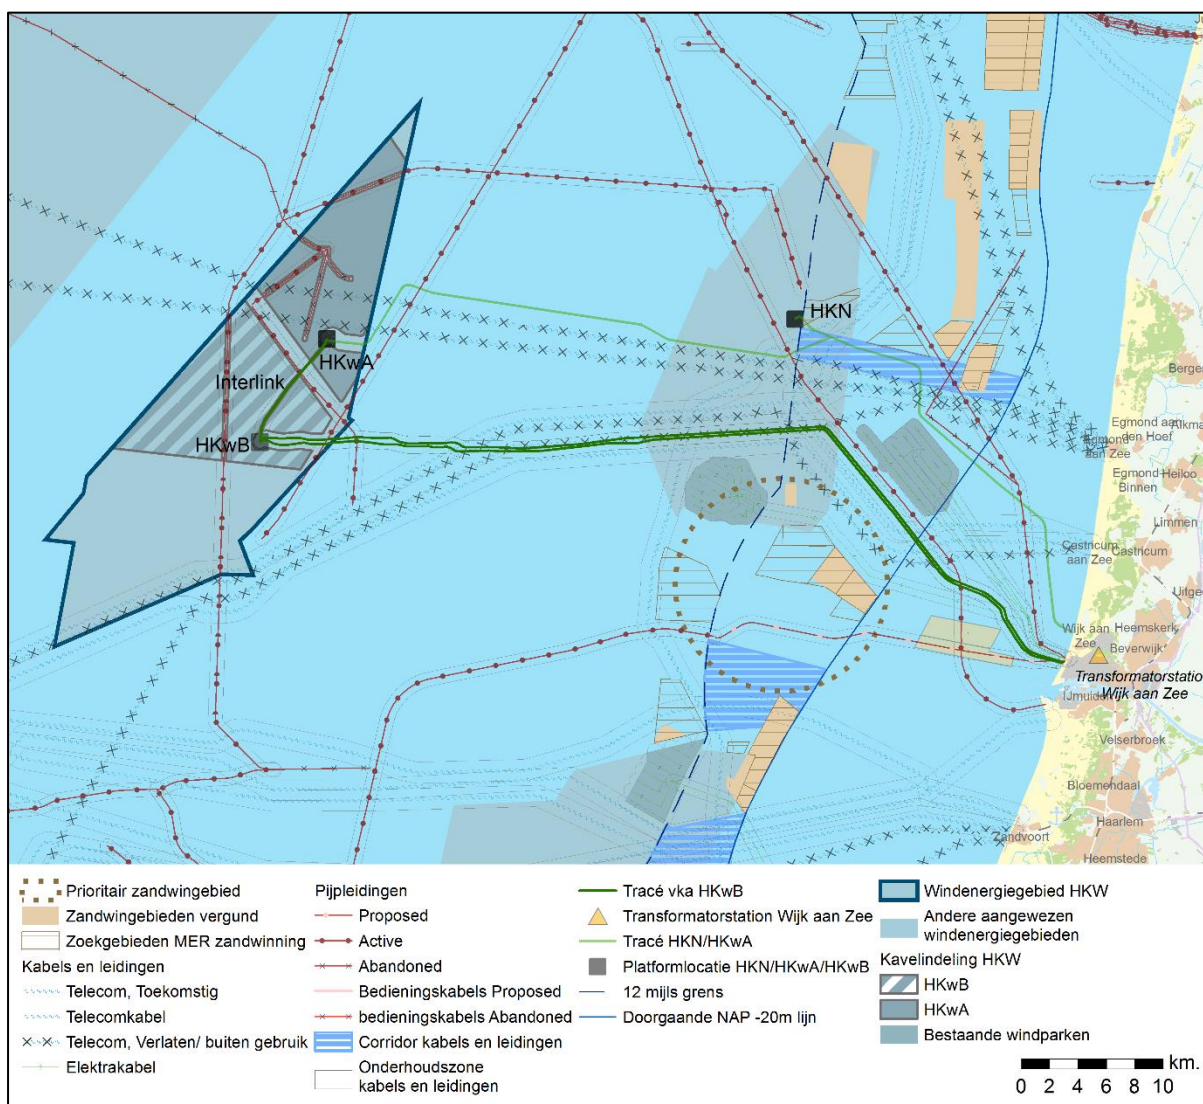 HKN
HKwA
Interlink
HKwB
Egmond aan
den Hoef
Egmond
aan Zee
Egmond
Binnen
Heiloo
Limmen
Castricum
aan Zee
Castricum
Wijk aan
Zee
Heemskerk
Beverwijk
Transformatorstation
Wijk aan Zee
Velserbroek
Bloemendaal
Haarlem
Zandvoort
Heemstede
Prioritair zandwingebied
Zandwingebieden vergund
Zoekgebieden MER zandwinning
Kabels en leidingen
Telecom, Toekomstig
Telecomkabel
Telecom, Verlaten/ buiten gebruik
Elektrakabel
Pijpleidingen
Proposed
Active
Abandoned
Bedieningskabels Proposed
bedieningskabels Abandoned
Corridor kabels en leidingen
Onderhoudszone
kabels en leidingen
Tracé vka HKwB
Transformatorstation Wijk aan Zee
Tracé HKN/HKwA
Platformlocatie HKN/HKwA/HKwB
12 mijls grens
Doorgaande NAP -20m lijn
Windenergiegebied HKW
Andere aangewezen
windenergiegebieden
Kavelindeling HKW
HKwB
HKwA
Bestaande windparken
km.
0 2 4 6 8 10